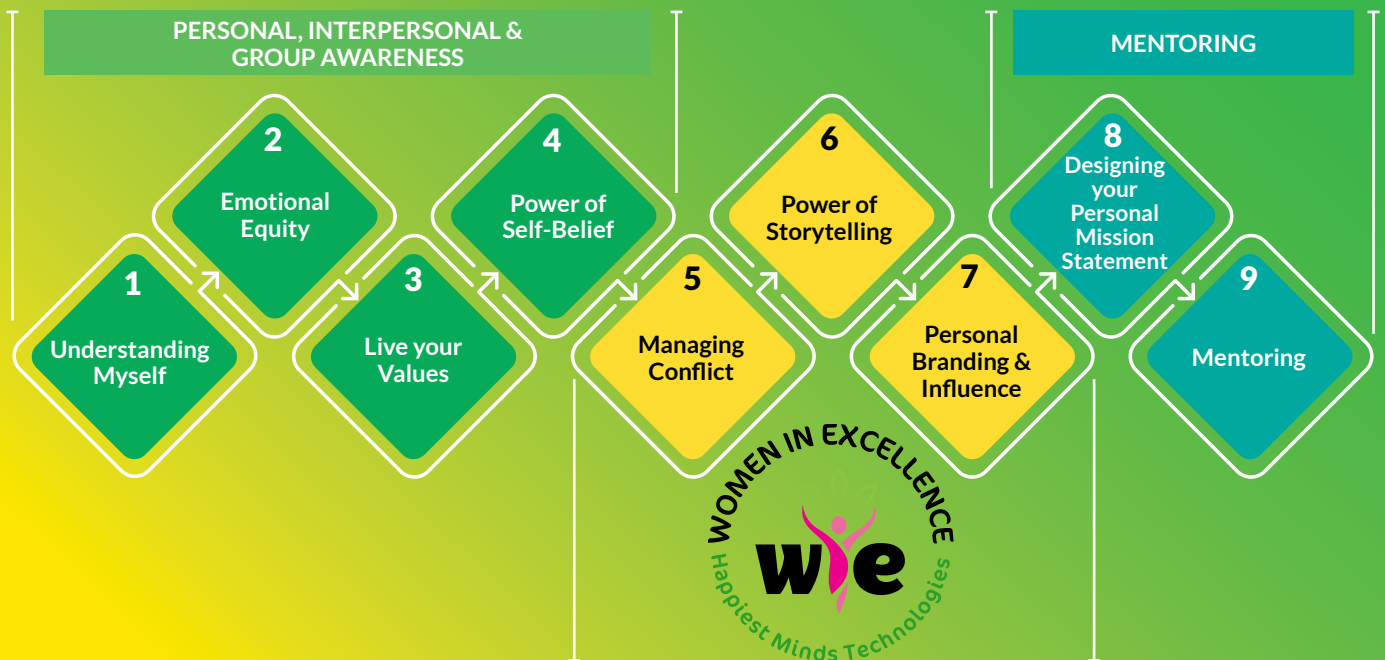 PERSONAL, INTERPERSONAL &
GROUP AWARENESS
MENTORING
1
Understanding
Myself
2
Emotional
Equity
3
Live your
Values
4
Power of
Self-Belief
5
Managing
Conflict
6
Power of
Storytelling
7
Personal
Branding &
Influence
8
Designing
your
Personal
Mission
Statement
9
Mentoring
WOMEN IN EXCELLENCE
wie
Happiest Minds Technologies